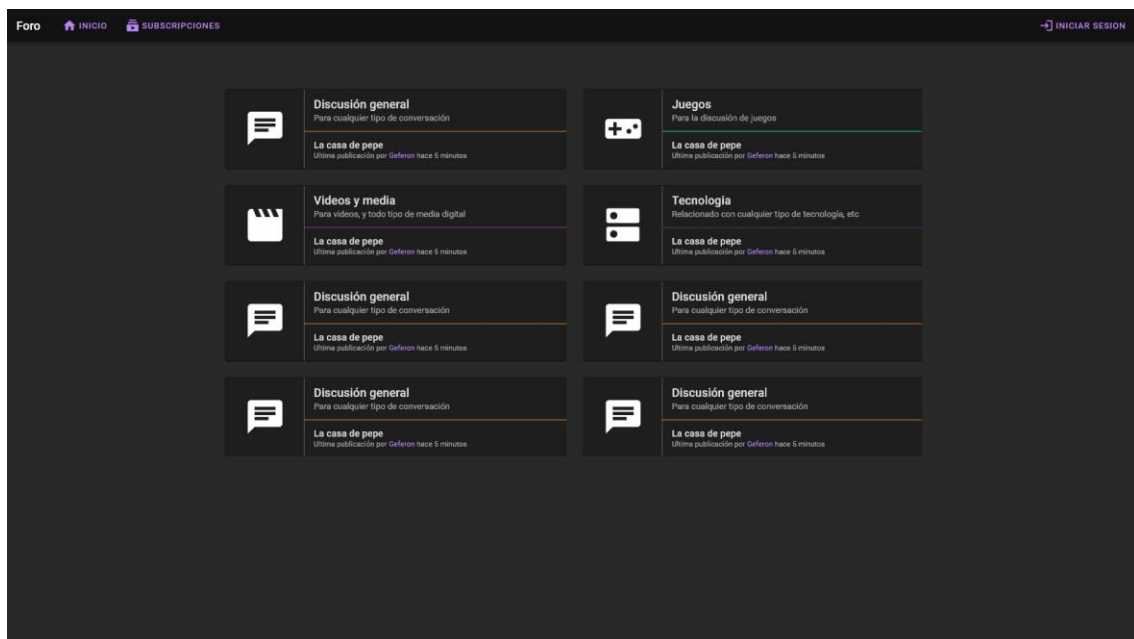 Foro INICIO SUBSCRIPCIONES INICIAR SESION
Discusión general
Para cualquier tipo de conversación
La casa de pepe
Ultima publicación por Geferon hace 5 minutos
Juegos
Para la discusión de juegos
La casa de pepe
Ultima publicación por Geferon hace 5 minutos
Videos y media
Para videos, y todo tipo de media digital
La casa de pepe
Ultima publicación por Geferon hace 5 minutos
Tecnologia
Relacionado con cualquier tipo de tecnología, etc
La casa de pepe
Ultima publicación por Geferon hace 5 minutos
Discusión general
Para cualquier tipo de conversación
La casa de pepe
Ultima publicación por Geferon hace 5 minutos
Discusión general
Para cualquier tipo de conversación
La casa de pepe
Ultima publicación por Geferon hace 5 minutos
Discusión general
Para cualquier tipo de conversación
La casa de pepe
Ultima publicación por Geferon hace 5 minutos
Discusión general
Para cualquier tipo de conversación
La casa de pepe
Ultima publicación por Geferon hace 5 minutos